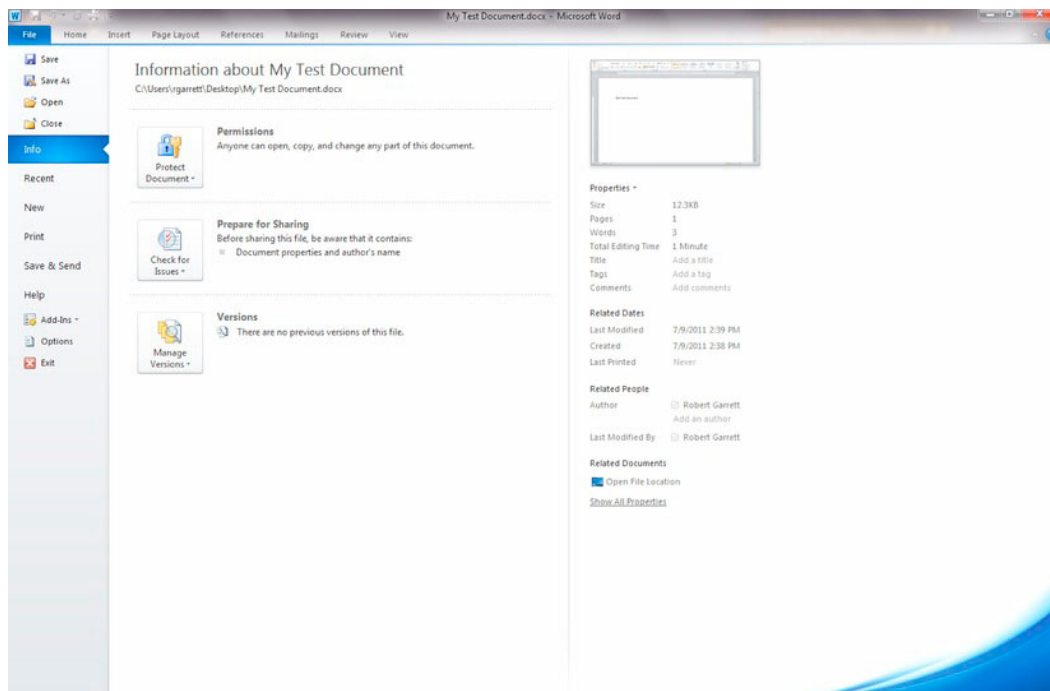 My Test Document.docx - Microsoft Word
File Home Insert Page Layout References Mailings Review View
Save
Save As
Open
Close
Info
Recent
New
Print
Save & Send
Help
Add-Ins
Options
Exit
Information about My Test Document
C:\Users\rgarrett\Desktop\My Test Document.docx
Protect
Document
Permissions
Anyone can open, copy, and change any part of this document.
Check for
Issues
Prepare for Sharing
Before sharing this file, be aware that it contains:
Document properties and author's name
Manage
Versions
Versions
There are no previous versions of this file.
Properties
Size 12.3KB
Pages 1
Words 3
Total Editing Time 1 Minute
Title Add a title
Tags Add a tag
Comments Add comments
Related Dates
Last Modified 7/9/2011 2:39 PM
Created 7/9/2011 2:38 PM
Last Printed Never
Related People
Author Robert Garrett
Add an author
Last Modified By Robert Garrett
Related Documents
Open File Location
Show All Properties